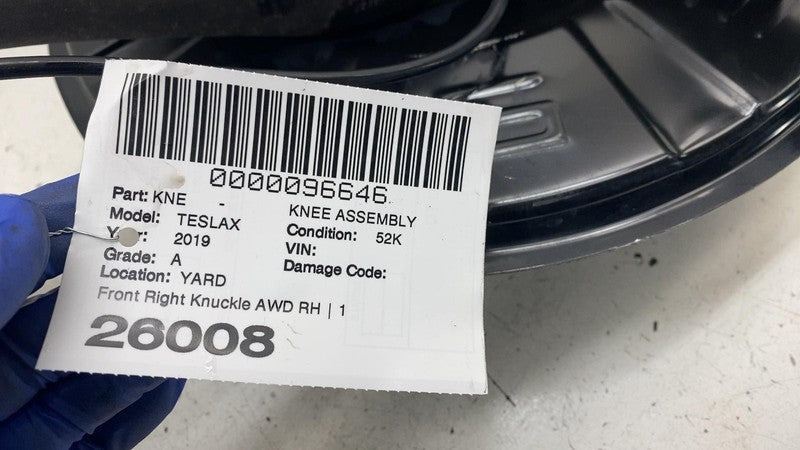 0000096646
Part: KNE - KNEE ASSEMBLY
Model: TESLAX Condition: 52K
Year: 2019 VIN:
Grade: A Damage Code:
Location: YARD
Front Right Knuckle AWD RH | 1
26008